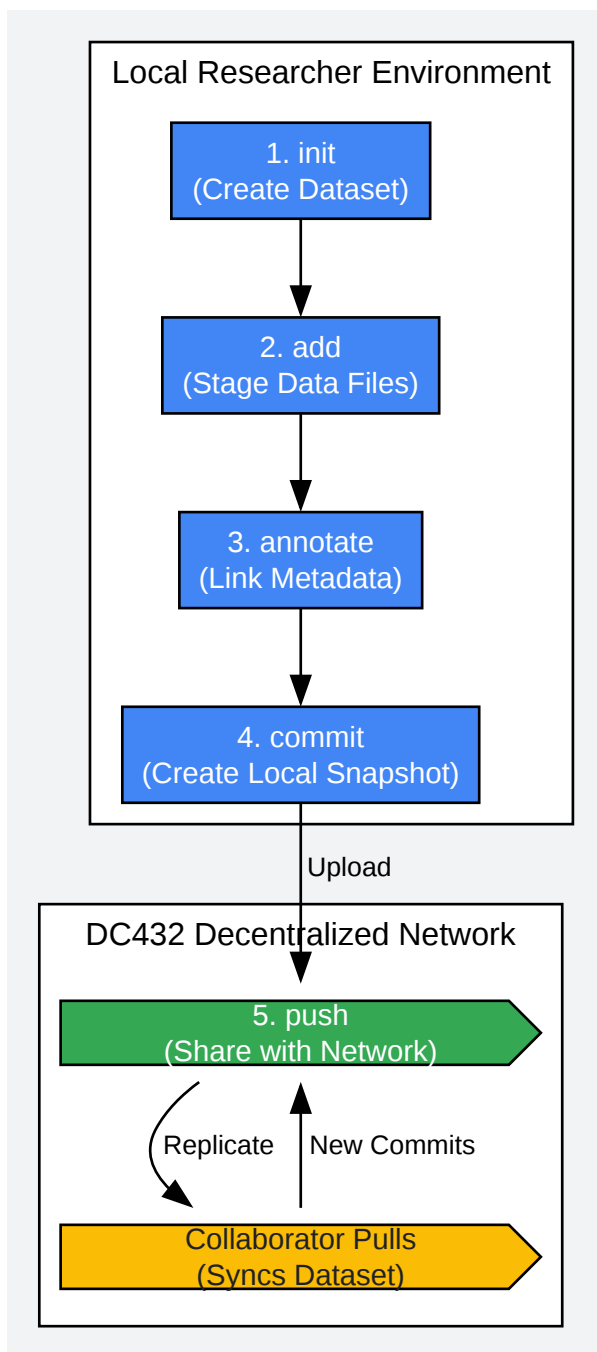 Local Researcher Environment
1. init
(Create Dataset)
2. add
(Stage Data Files)
3. annotate
(Link Metadata)
4. commit
(Create Local Snapshot)
Upload
DC432 Decentralized Network
5. push
(Share with Network)
Replicate
New Commits
Collaborator Pulls
(Syncs Dataset)